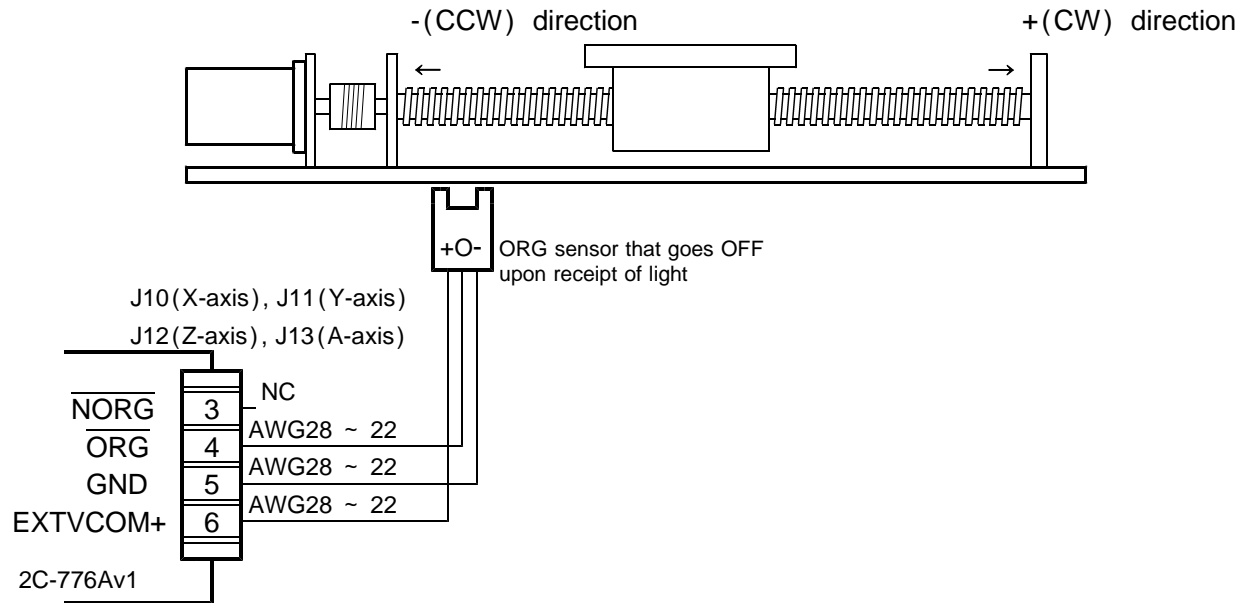 -(CCW) direction
+(CW) direction
← →
+O-
ORG sensor that goes OFF
upon receipt of light
J10(X-axis), J11(Y-axis)
J12(Z-axis), J13(A-axis)
NORG 3 NC
ORG 4 AWG28 ~ 22
GND 5 AWG28 ~ 22
EXTVCOM+ 6 AWG28 ~ 22
2C-776Av1